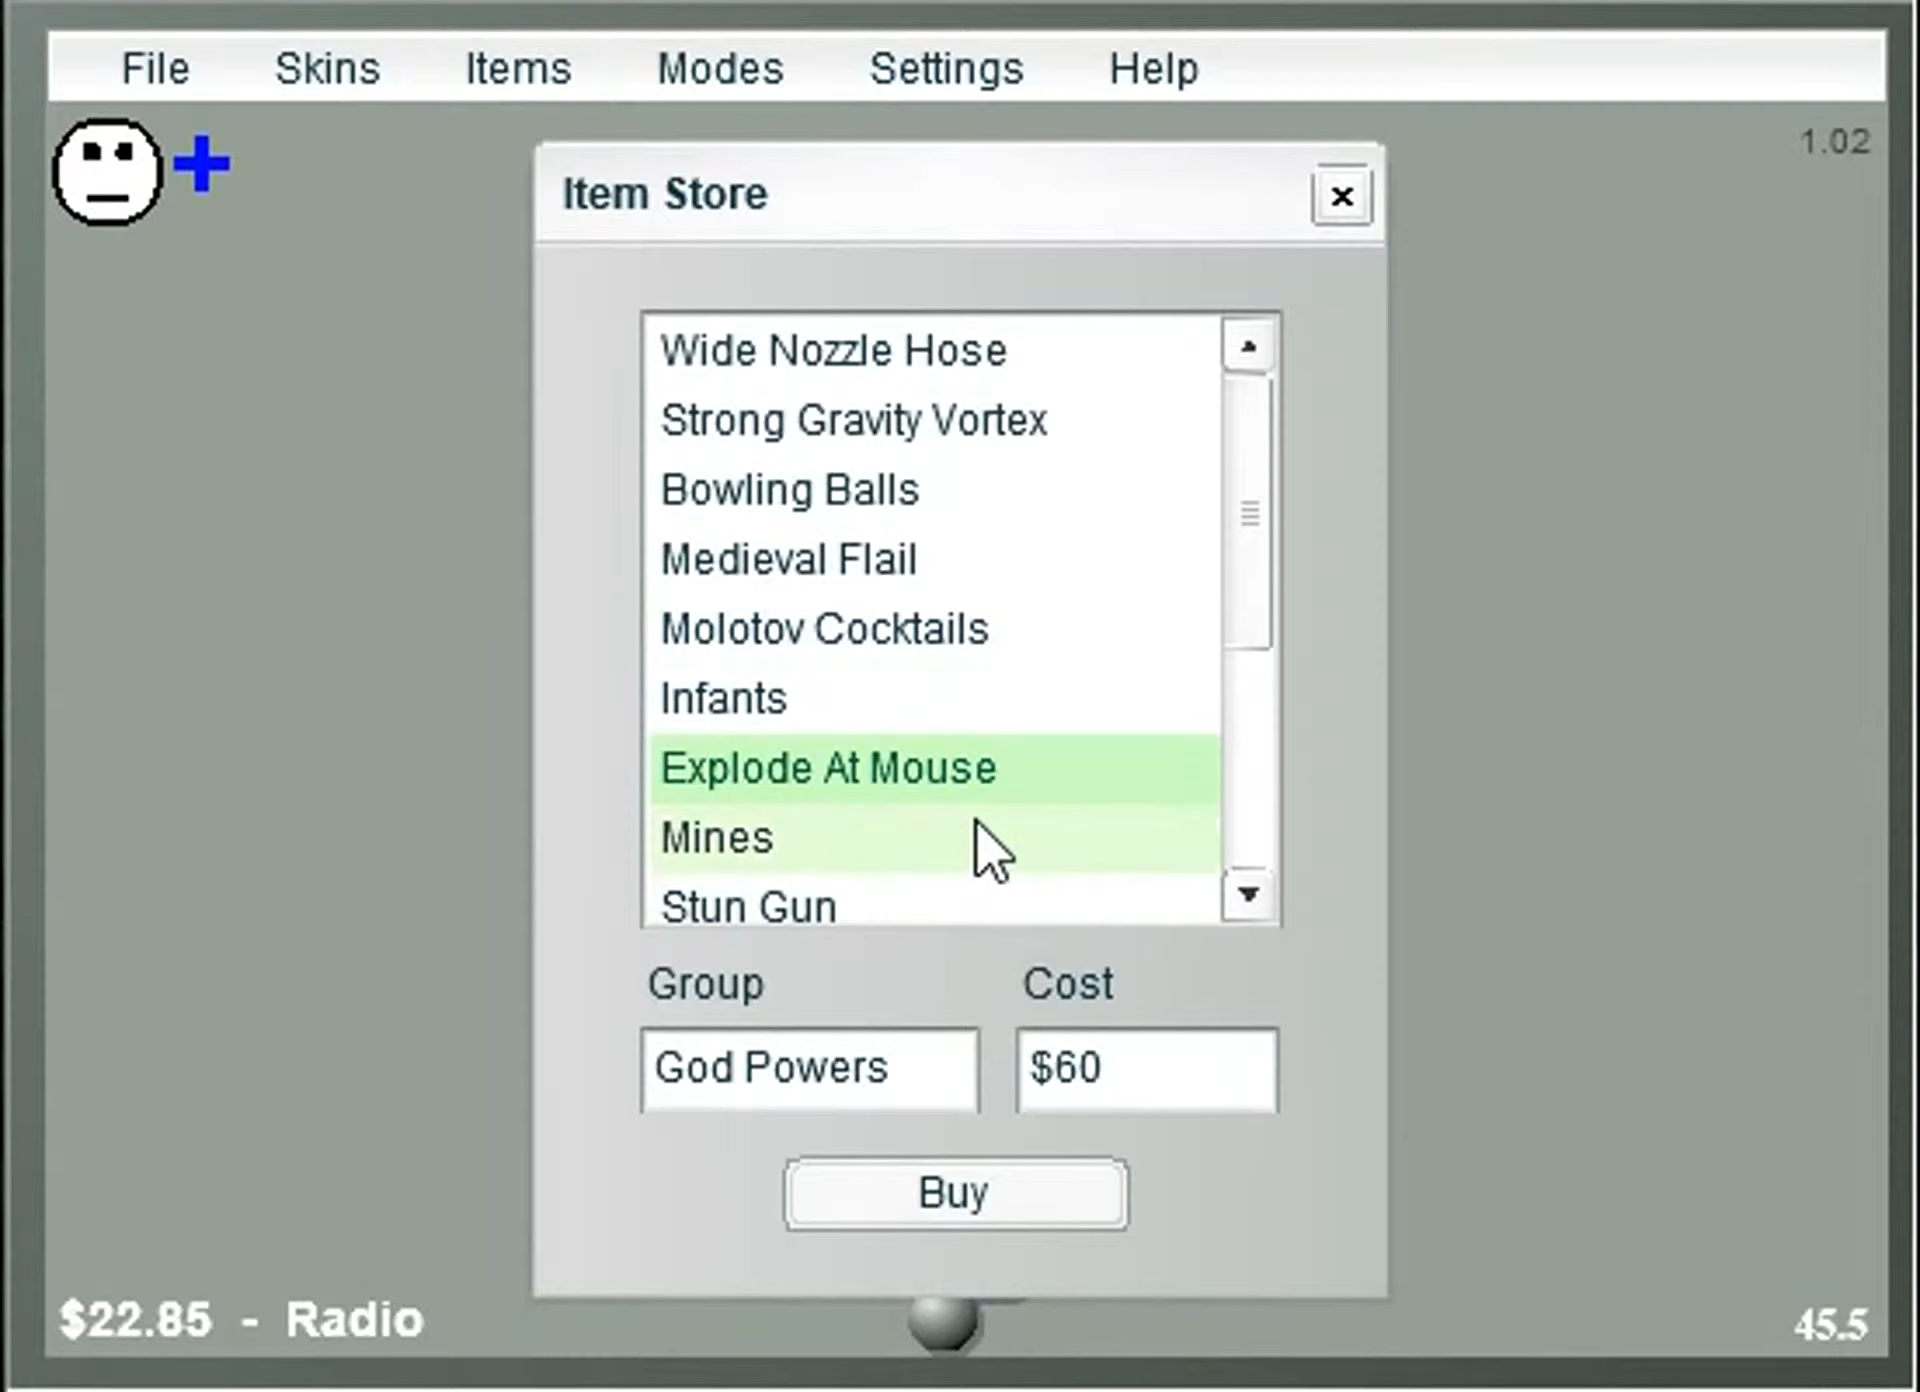 File Skins Items Modes Settings Help
1.02
Item Store
Wide Nozzle Hose
Strong Gravity Vortex
Bowling Balls
Medieval Flail
Molotov Cocktails
Infants
Explode At Mouse
Mines
Stun Gun
Group Cost
God Powers $60
Buy
$22.85 - Radio
45.5